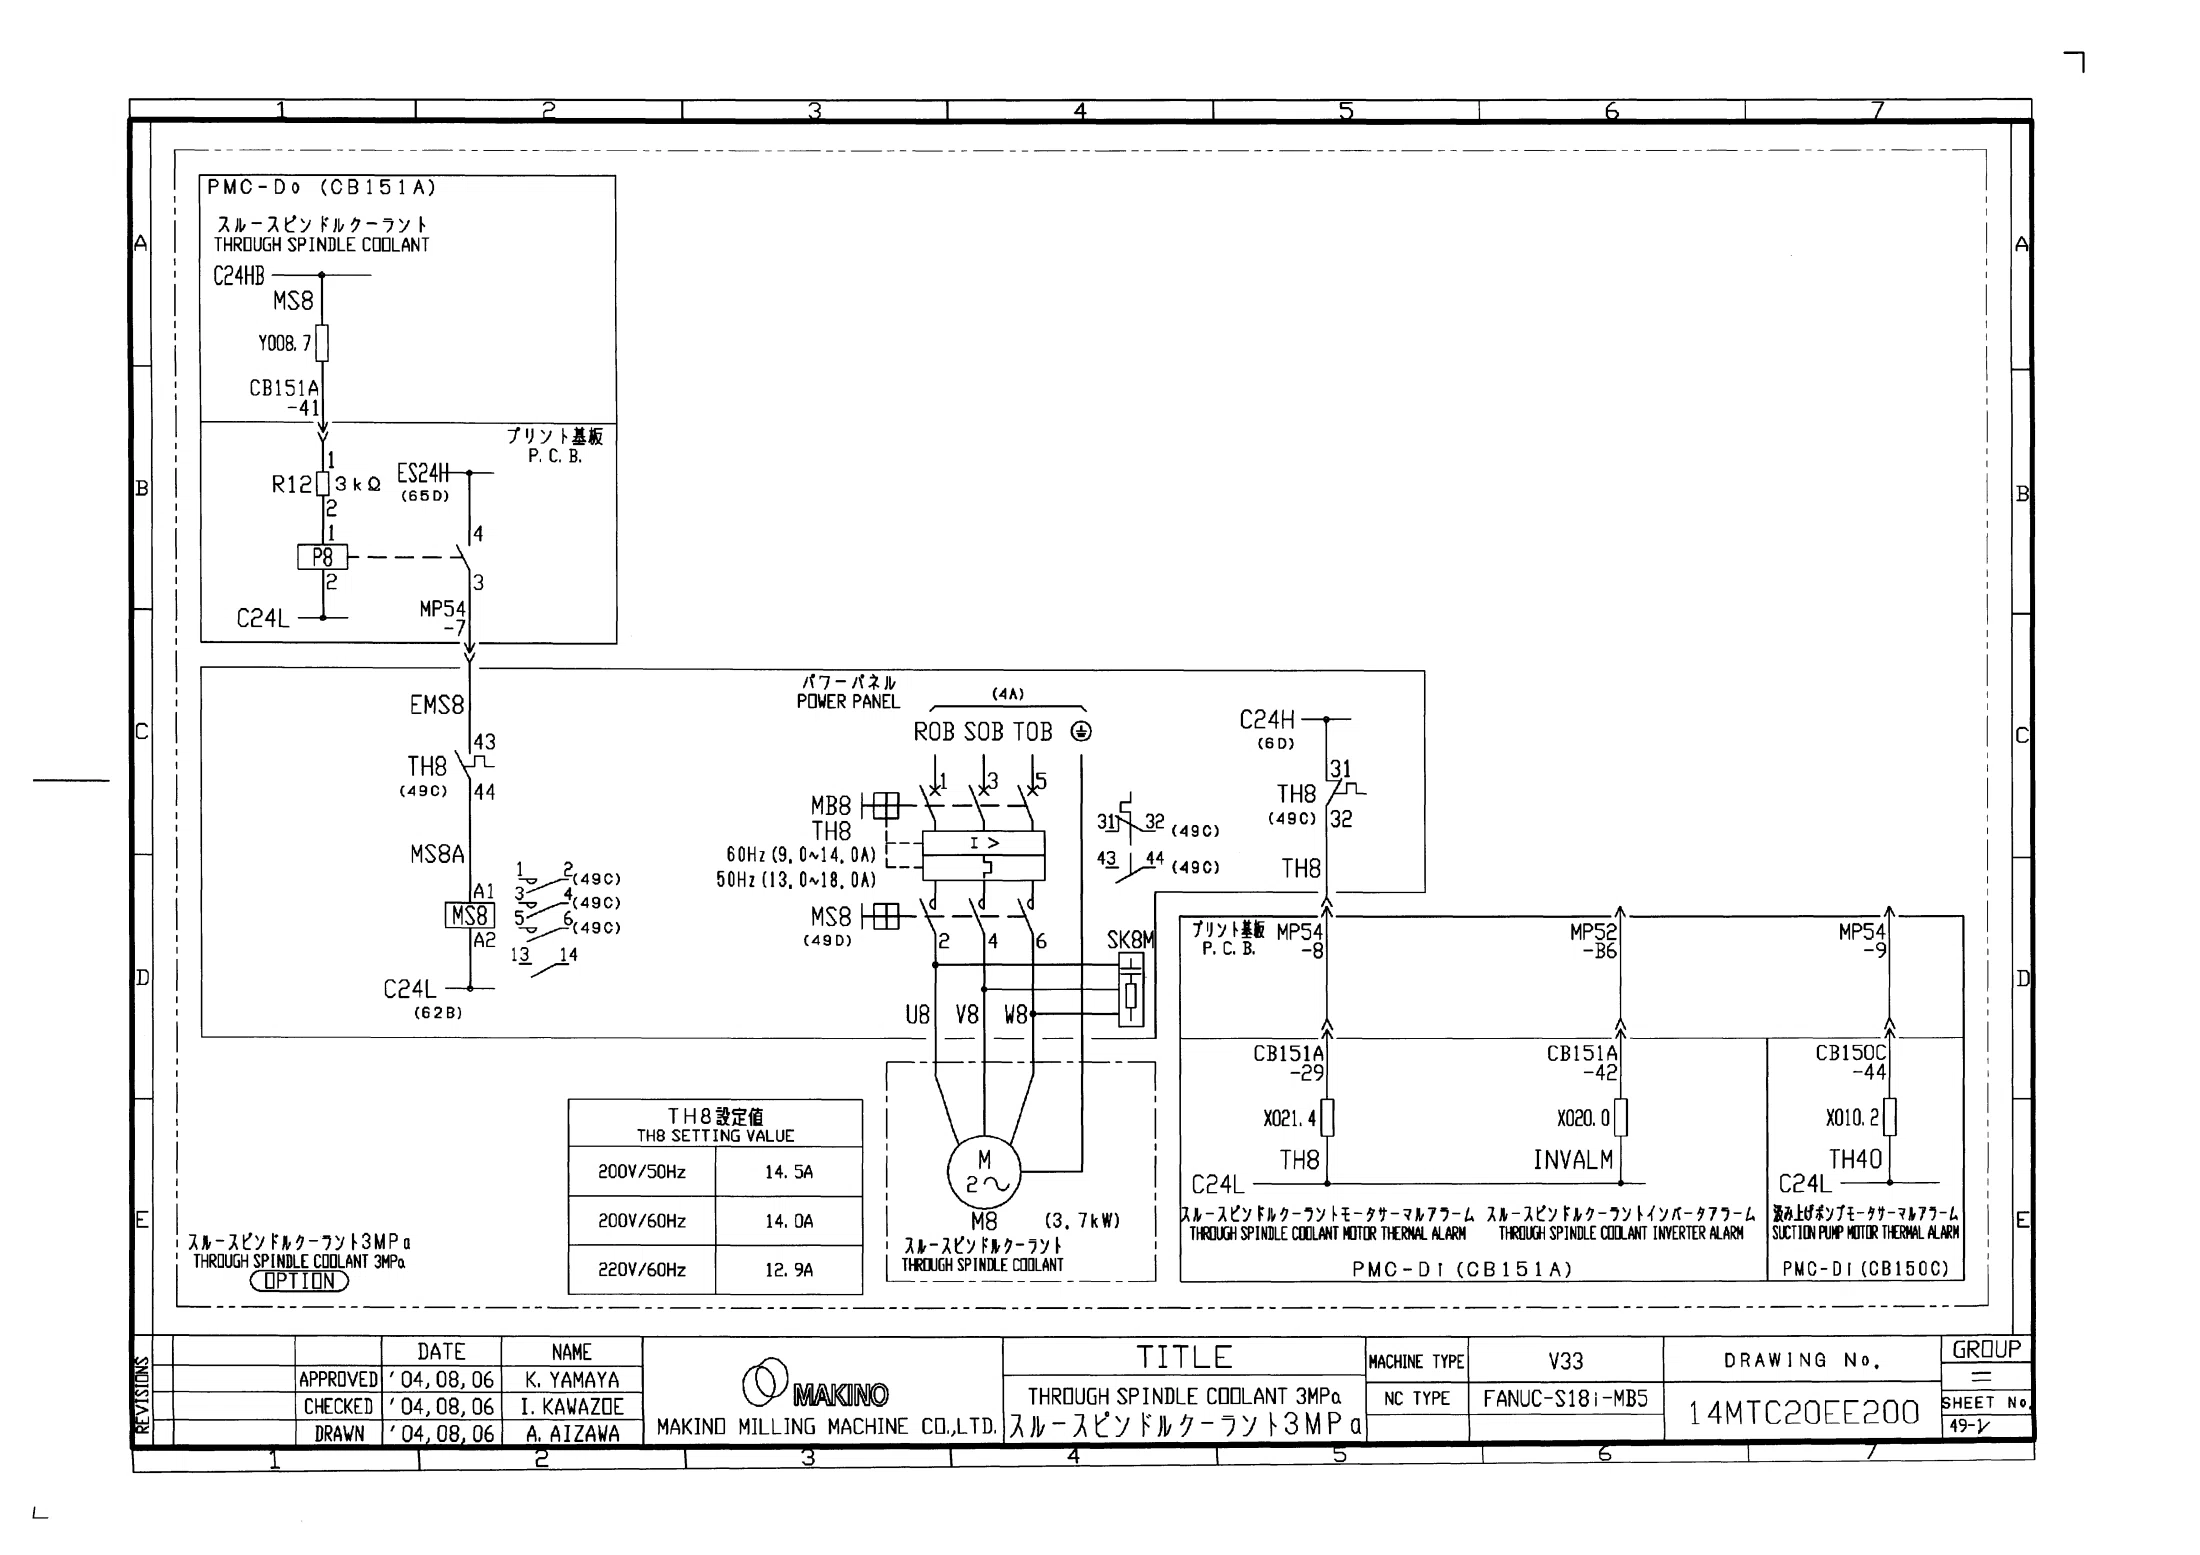 1 2 3 4 5 6 7
A
B
C
D
E
PMC-Do (CB151A)
スルースピンドルクーラント
THROUGH SPINDLE COOLANT
C24HB
MS8
Y008.7
CB151A
-41
プリント基板
P.C.B.
1
R12 3kΩ
2
ES24H
(65D)
1
P8
2
4
3
C24L
MP54
-7
パワーパネル
POWER PANEL
EMS8
43
TH8
(49C)
44
MS8A
A1
MS8
A2
1 2 (49C)
3 4 (49C)
5 6 (49C)
13 14
C24L
(62B)
(4A)
R0B S0B T0B
1 3 5
MB8
TH8
60Hz(9.0~14.0A)
50Hz(13.0~18.0A)
I >
MS8
(49D)
2 4 6
SK8M
U8 V8 W8
31 32 (49C)
43 44 (49C)
C24H
(6D)
31
TH8
(49C)
32
TH8
プリント基板
P.C.B.
MP54
-8
MP52
-B6
MP54
-9
CB151A
-29
CB151A
-42
CB150C
-44
X021.4
X020.0
X010.2
TH8
INVALM
TH40
C24L
C24L
スルースピンドルクーラントモータサーマルアラーム
THROUGH SPINDLE COOLANT MOTOR THERMAL ALARM
スルースピンドルクーラントインバータアラーム
THROUGH SPINDLE COOLANT INVERTER ALARM
汲み上げポンプモータサーマルアラーム
SUCTION PUMP MOTOR THERMAL ALARM
PMC-Di(CB151A)
PMC-Di(CB150C)
M
2
M8 (3.7kW)
スルースピンドルクーラント
THROUGH SPINDLE COOLANT
TH8設定値
TH8 SETTING VALUE
200V/50Hz 14.5A
200V/60Hz 14.0A
220V/60Hz 12.9A
スルースピンドルクーラント3MPa
THROUGH SPINDLE COOLANT 3MPa
OPTION
A
B
C
D
E
REVISIONS
DATE NAME
APPROVED '04,08,06 K. YAMAYA
CHECKED '04,08,06 I. KAWAZOE
DRAWN '04,08,06 A. AIZAWA
MAKINO
MAKINO MILLING MACHINE CO.,LTD.
TITLE
THROUGH SPINDLE COOLANT 3MPa
スルースピンドルクーラント3MPa
MACHINE TYPE V33
NC TYPE FANUC-S18i-MB5
DRAWING No.
14MTC20EE200
GROUP
=
SHEET No.
49-1/
1 2 3 4 5 6 7